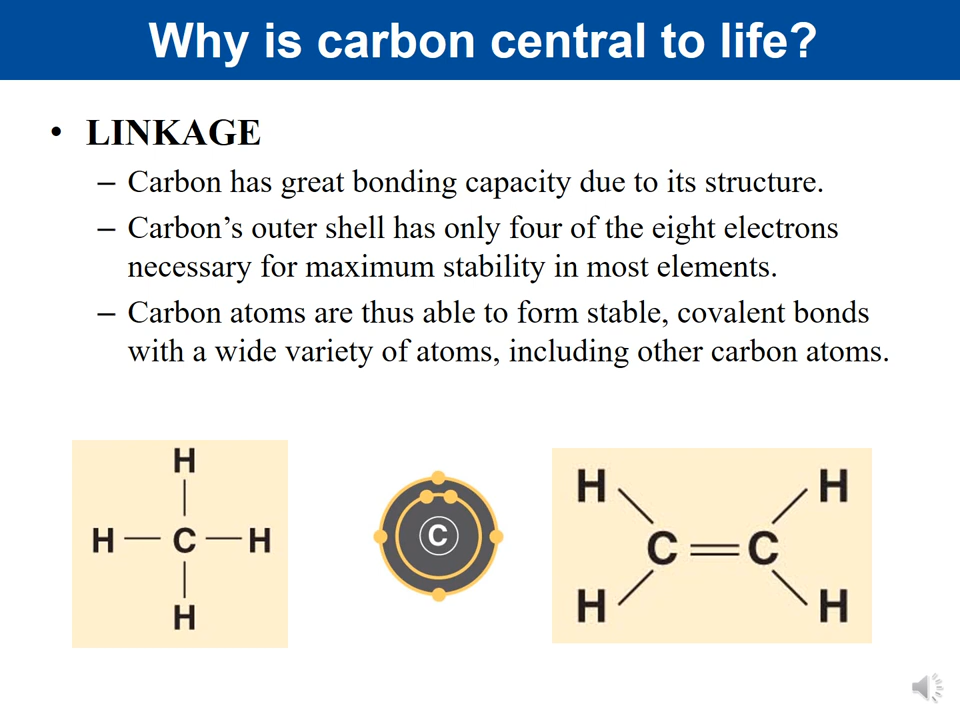 Why is carbon central to life?
• LINKAGE
– Carbon has great bonding capacity due to its structure.
– Carbon’s outer shell has only four of the eight electrons
necessary for maximum stability in most elements.
– Carbon atoms are thus able to form stable, covalent bonds
with a wide variety of atoms, including other carbon atoms.
H
H — C — H
H
C
H H
C = C
H H